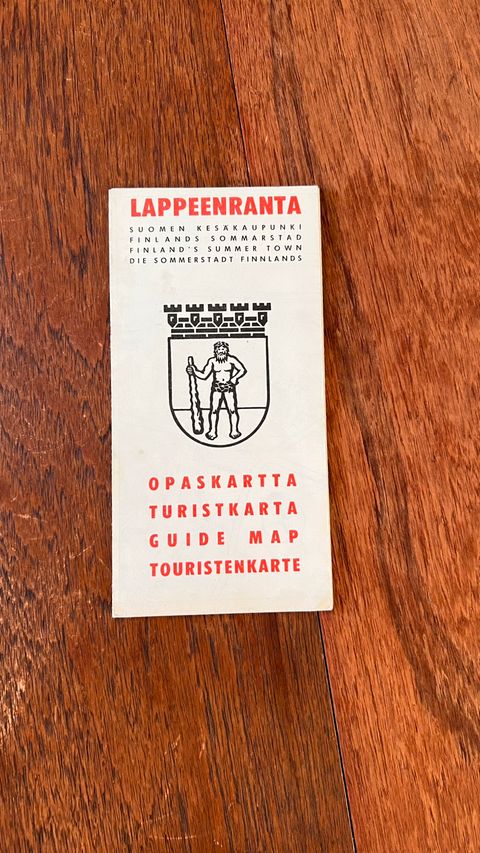 LAPPEENRANTA
SUOMEN KESÄKAUPUNKI
FINLANDS SOMMARSTAD
FINLAND'S SUMMER TOWN
DIE SOMMERSTADT FINNLANDS
OPASKARTTA
TURISTKARTA
GUIDE MAP
TOURISTENKARTE